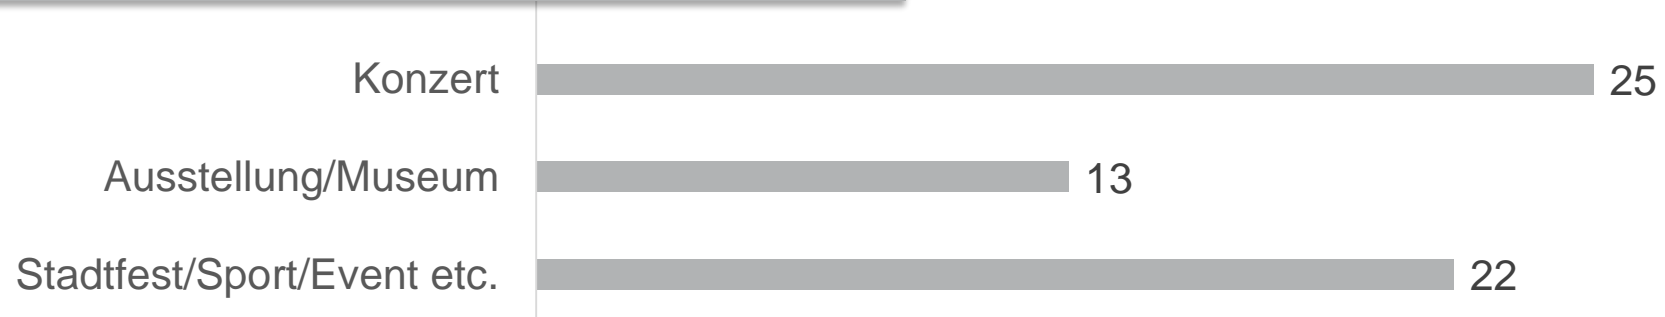 Konzert 25
Ausstellung/Museum 13
Stadtfest/Sport/Event etc. 22